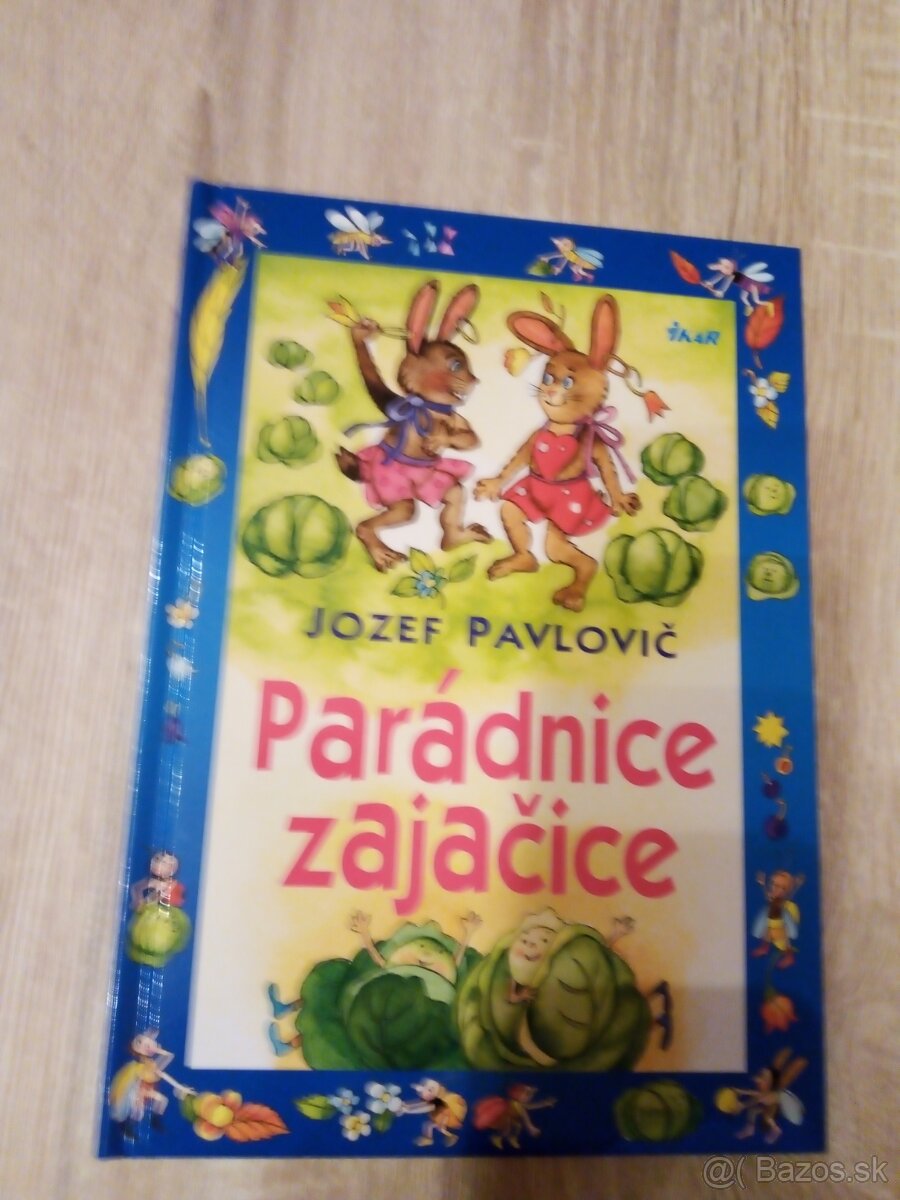 ikaR
JOZEF PAVLOVIČ
Parádnice
zajačice
@( Bazos.sk